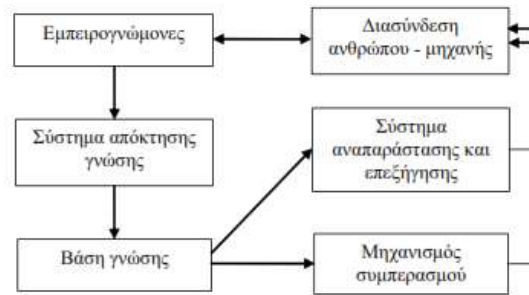 Εμπειρογνώμονες
Διασύνδεση
ανθρώπου - μηχανής
Σύστημα απόκτησης
γνώσης
Σύστημα
αναπαράστασης και
επεξήγησης
Βάση γνώσης
Μηχανισμός
συμπερασμού